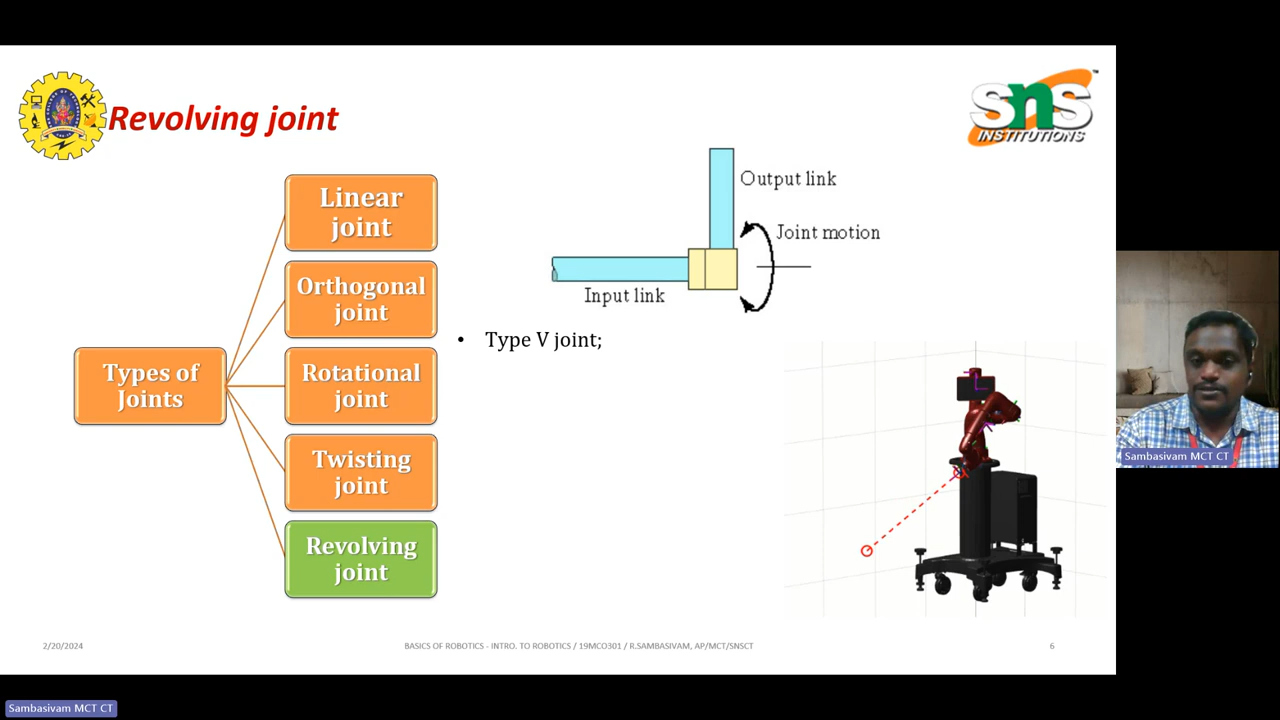 Revolving joint
SnS
INSTITUTIONS
TM
Output link
Joint motion
Input link
Linear
joint
Orthogonal
joint
Types of
Joints
Rotational
joint
Twisting
joint
Revolving
joint
• Type V joint;
Sambasivam MCT CT
2/20/2024
BASICS OF ROBOTICS - INTRO. TO ROBOTICS / 19MCO301 / R.SAMBASIVAM, AP/MCT/SNSCT
6
Sambasivam MCT CT